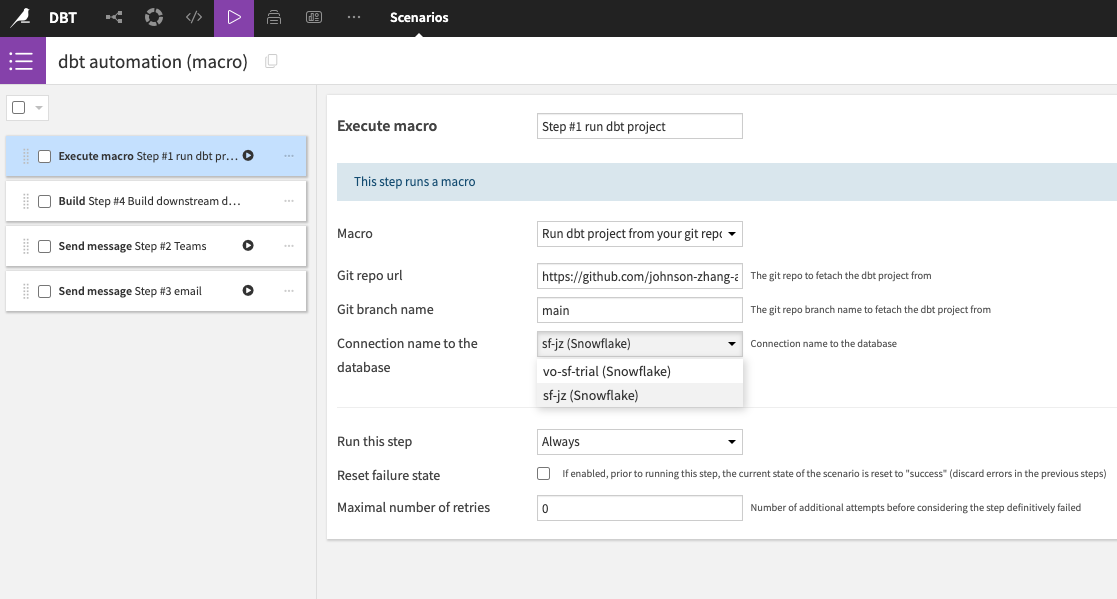 DBT
Scenarios
dbt automation (macro)
Execute macro Step #1 run dbt pr...
Build Step #4 Build downstream d...
Send message Step #2 Teams
Send message Step #3 email
Execute macro
Step #1 run dbt project
This step runs a macro
Macro
Run dbt project from your git repo
Git repo url
https://github.com/johnson-zhang-a
The git repo to fetach the dbt project from
Git branch name
main
The git repo branch name to fetach the dbt project from
Connection name to the
database
sf-jz (Snowflake)
Connection name to the database
vo-sf-trial (Snowflake)
sf-jz (Snowflake)
Run this step
Always
Reset failure state
If enabled, prior to running this step, the current state of the scenario is reset to "success" (discard errors in the previous steps)
Maximal number of retries
0
Number of additional attempts before considering the step definitively failed